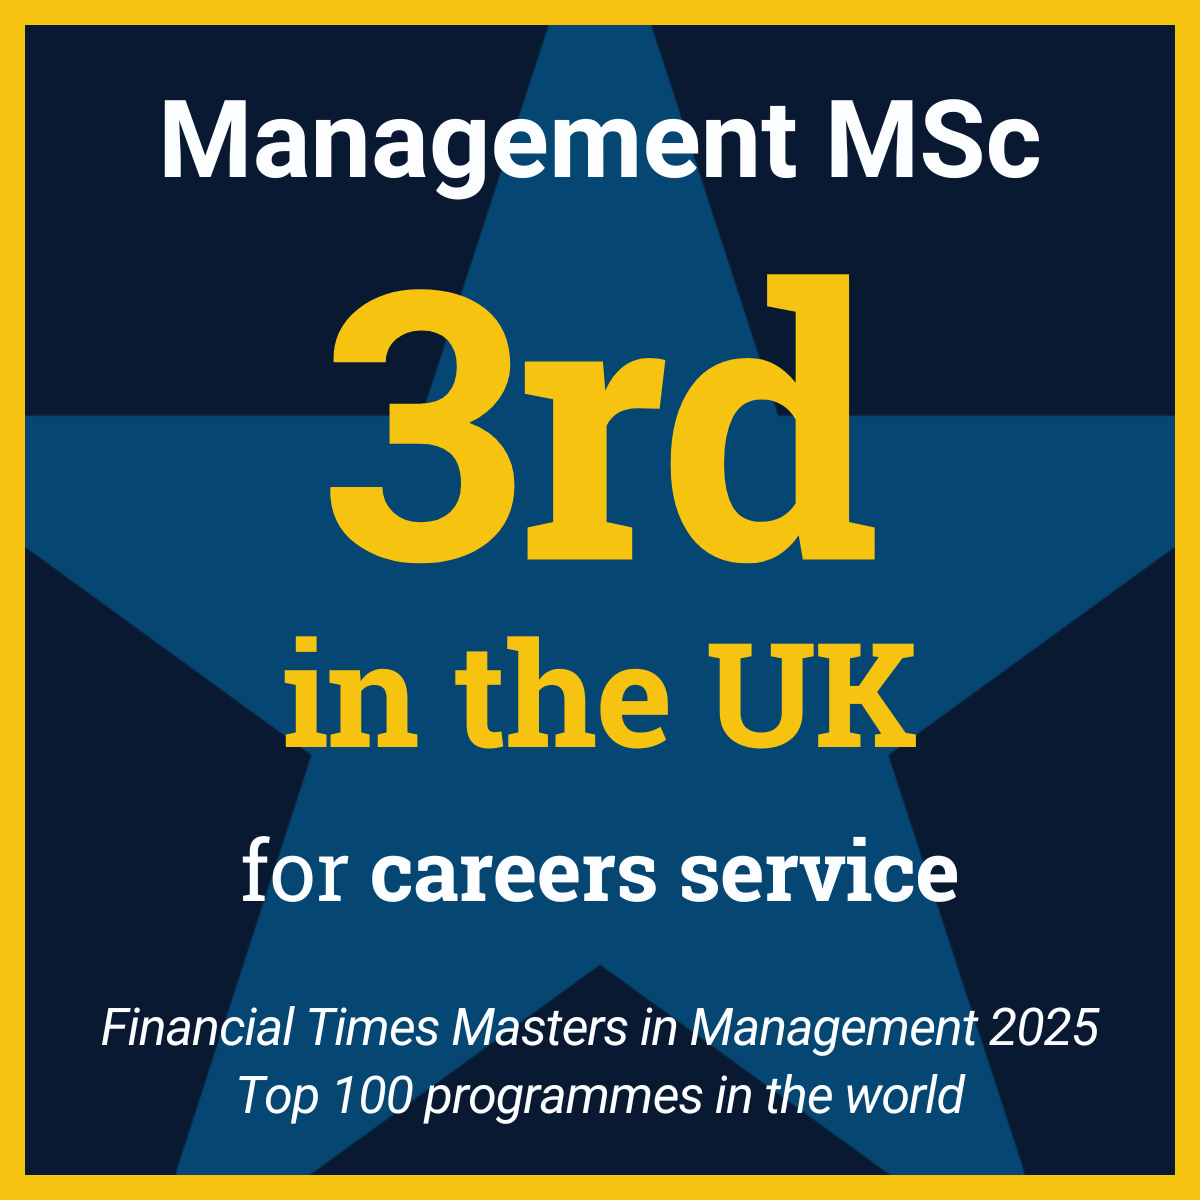 Management MSc
3rd
in the UK
for careers service
Financial Times Masters in Management 2025
Top 100 programmes in the world